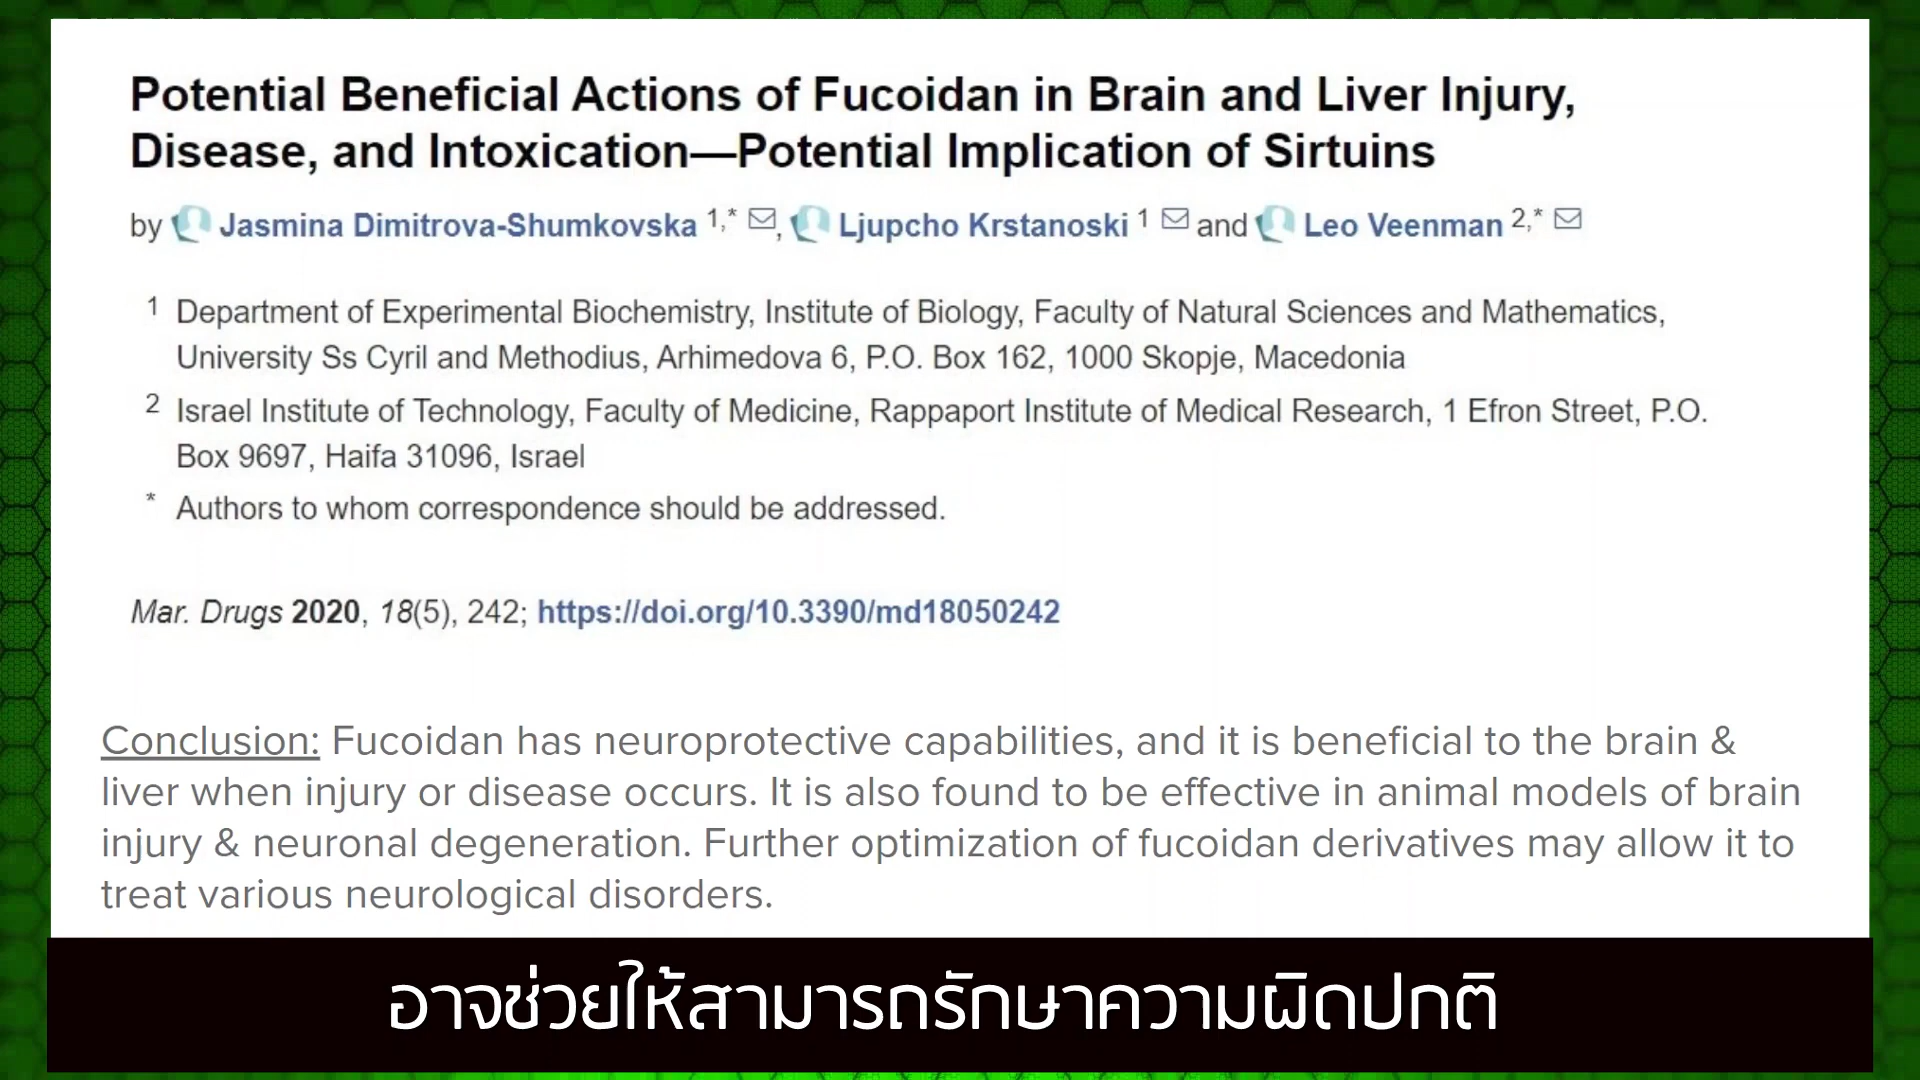 Potential Beneficial Actions of Fucoidan in Brain and Liver Injury,
Disease, and Intoxication—Potential Implication of Sirtuins
by Jasmina Dimitrova-Shumkovska 1,* , Ljupcho Krstanoski 1 and Leo Veenman 2,*
1 Department of Experimental Biochemistry, Institute of Biology, Faculty of Natural Sciences and Mathematics,
University Ss Cyril and Methodius, Arhimedova 6, P.O. Box 162, 1000 Skopje, Macedonia
2 Israel Institute of Technology, Faculty of Medicine, Rappaport Institute of Medical Research, 1 Efron Street, P.O.
Box 9697, Haifa 31096, Israel
* Authors to whom correspondence should be addressed.
Mar. Drugs 2020, 18(5), 242; https://doi.org/10.3390/md18050242
Conclusion: Fucoidan has neuroprotective capabilities, and it is beneficial to the brain &
liver when injury or disease occurs. It is also found to be effective in animal models of brain
injury & neuronal degeneration. Further optimization of fucoidan derivatives may allow it to
treat various neurological disorders.
อาจช่วยให้สามารถรักษาความผิดปกติ